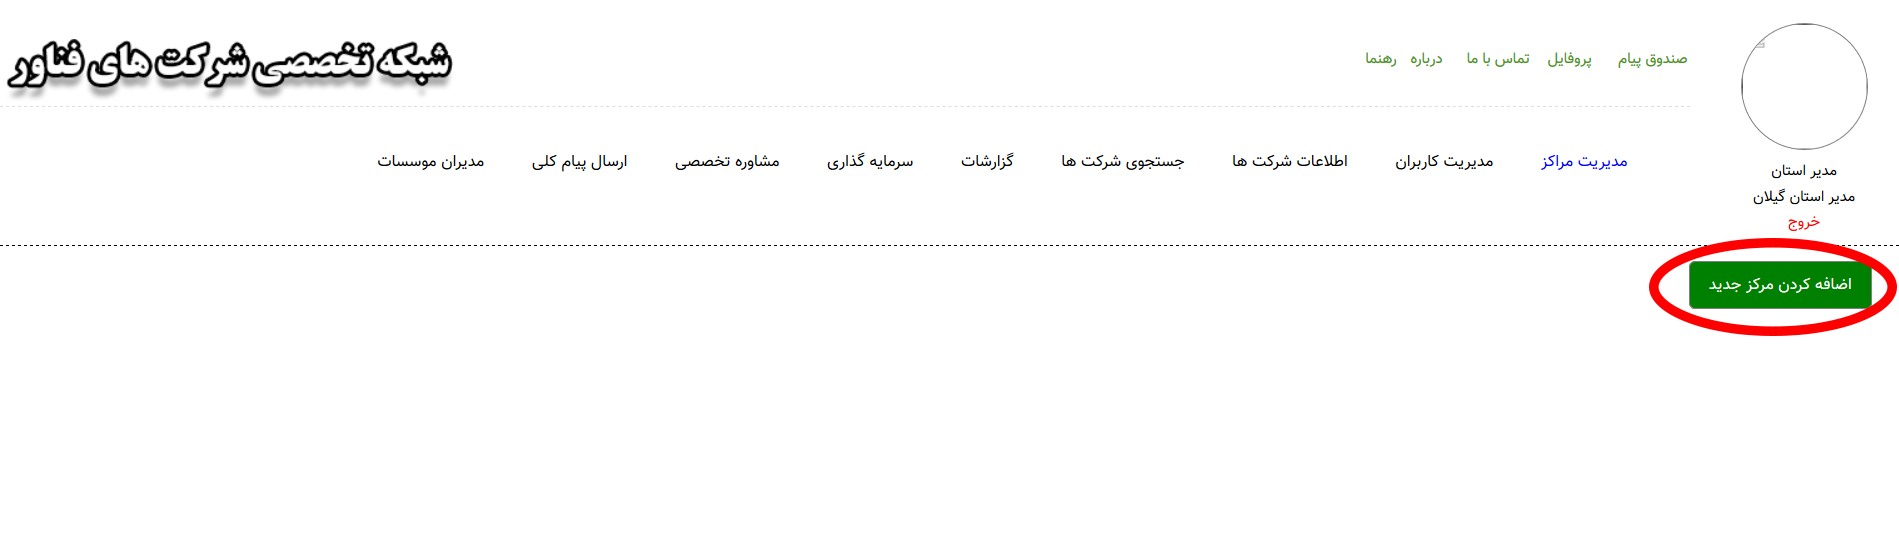 شبکه تخصصی شرکت های فناور
صندوق پیام پروفایل تماس با ما درباره رهنما
مدیریت مراکز مدیریت کاربران اطلاعات شرکت ها جستجوی شرکت ها گزارشات سرمایه گذاری مشاوره تخصصی ارسال پیام کلی مدیران موسسات
مدیر استان
مدیر استان گیلان
خروج
اضافه کردن مرکز جدید